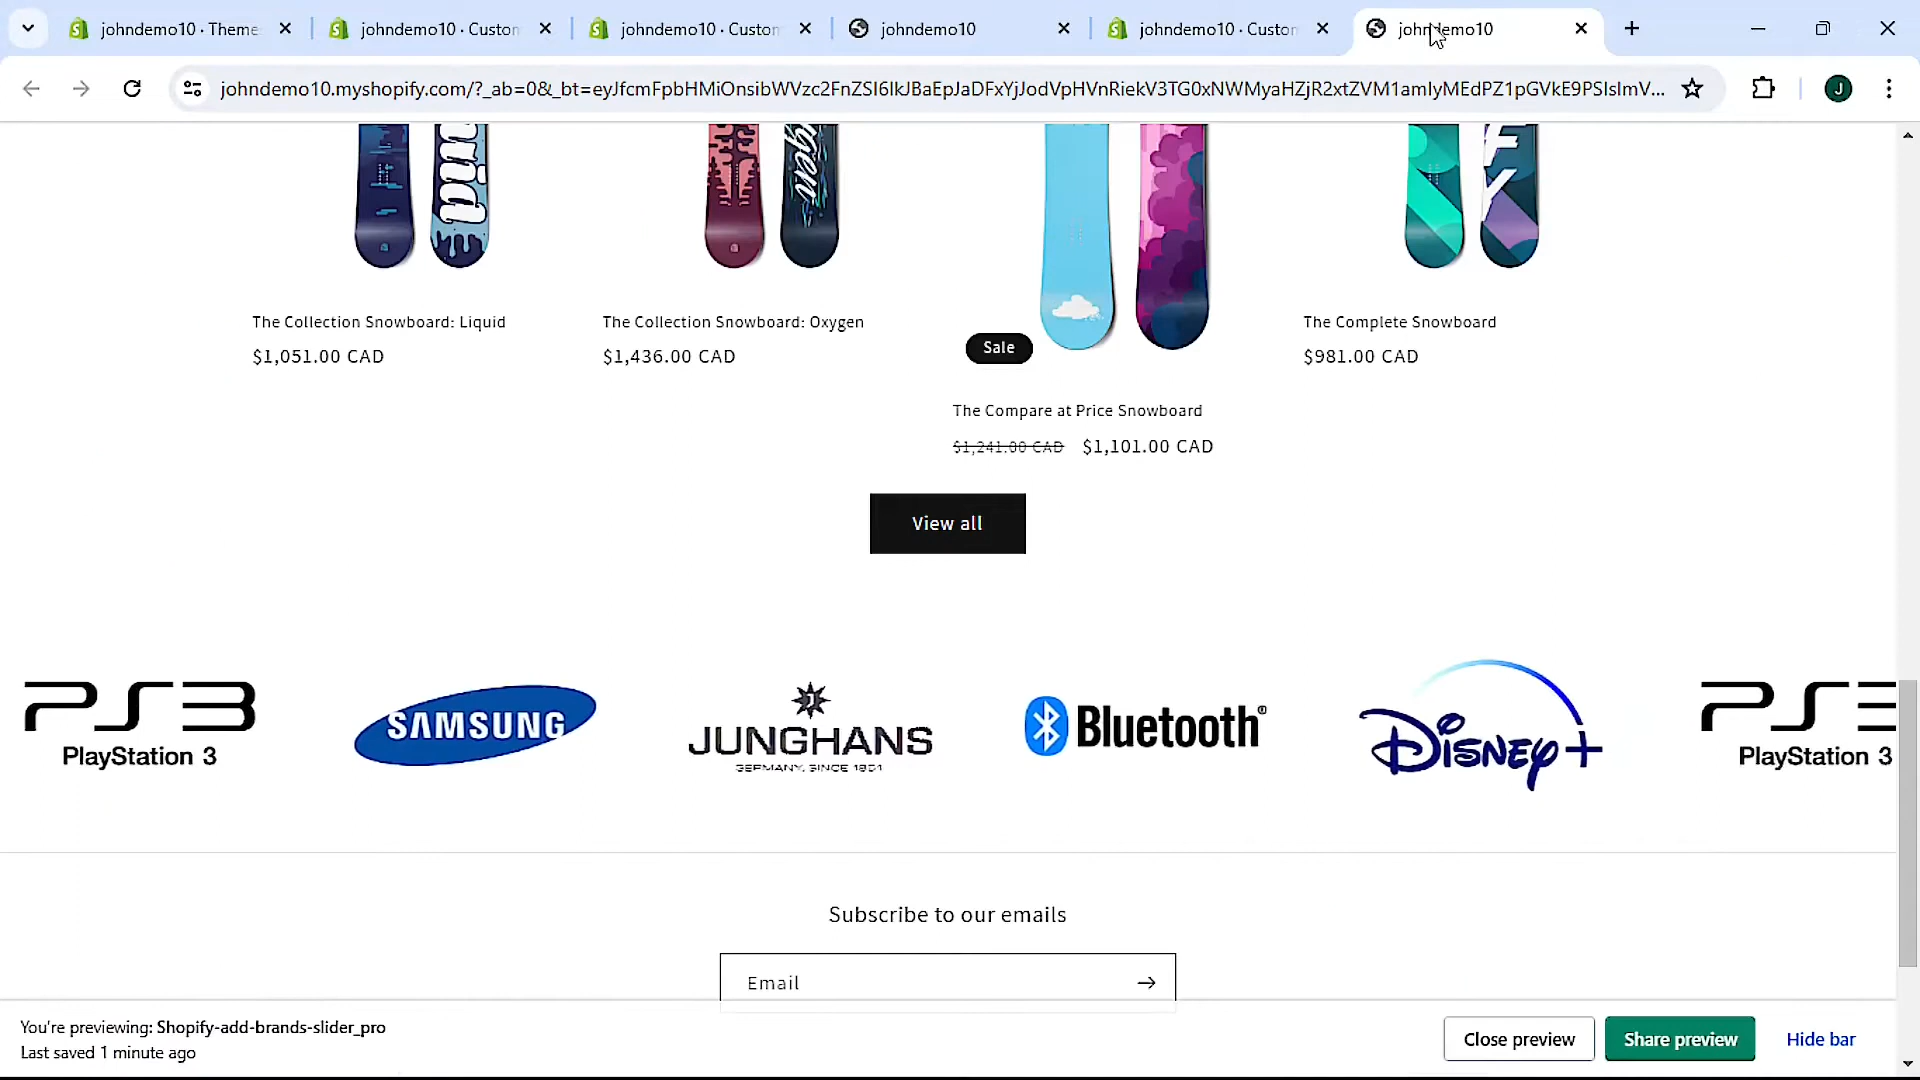 johndemo10 · Theme
johndemo10 · Custon
johndemo10 · Custon
johndemo10
johndemo10 · Custon
johndemo10
johndemo10.myshopify.com/?_ab=0&_bt=eyJfcmFpbHMiOnsibWVzc2FnZSI6IkJBaEpJaDFxYjJodVpHVnRiekV3TG0xNWMyaHZjR2xtZVM1amIyMEdPZ1pGVkE9PSIsImV...
J
uid
ygen
FY
The Collection Snowboard: Liquid
$1,051.00 CAD
The Collection Snowboard: Oxygen
$1,436.00 CAD
Sale
The Compare at Price Snowboard
$1,241.00 CAD $1,101.00 CAD
The Complete Snowboard
$981.00 CAD
View all
PS3
PlayStation 3
SAMSUNG
J
JUNGHANS
GERMANY, SINCE 1861
Bluetooth®
Disney+
PS3
PlayStation 3
Subscribe to our emails
Email
You're previewing: Shopify-add-brands-slider_pro
Last saved 1 minute ago
Close preview
Share preview
Hide bar